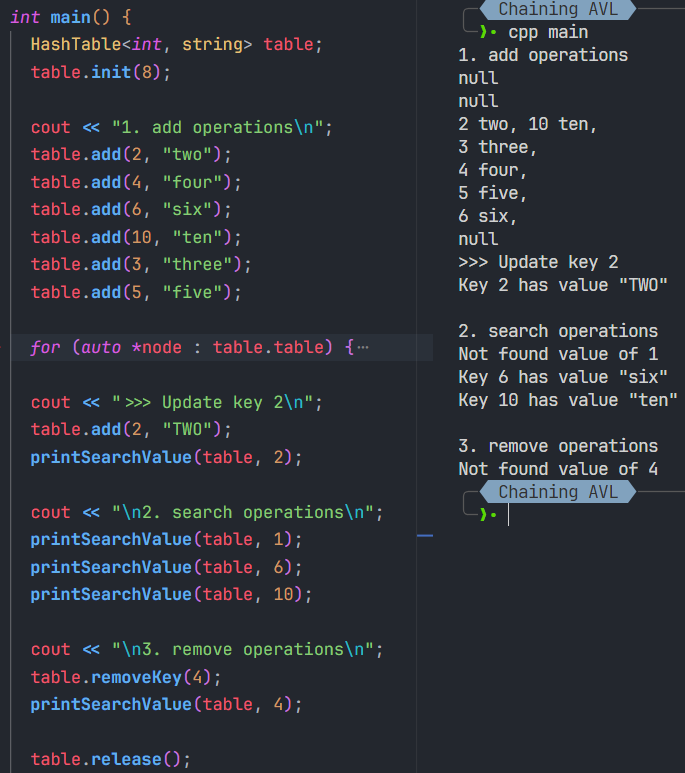 int main() {
HashTable<int, string> table;
table.init(8);
cout << "1. add operations\n";
table.add(2, "two");
table.add(4, "four");
table.add(6, "six");
table.add(10, "ten");
table.add(3, "three");
table.add(5, "five");
for (auto *node : table.table) {⋯
cout << ">>> Update key 2\n";
table.add(2, "TWO");
printSearchValue(table, 2);
cout << "\n2. search operations\n";
printSearchValue(table, 1);
printSearchValue(table, 6);
printSearchValue(table, 10);
cout << "\n3. remove operations\n";
table.removeKey(4);
printSearchValue(table, 4);
table.release();
Chaining AVL
❯• cpp main
1. add operations
null
null
2 two, 10 ten,
3 three,
4 four,
5 five,
6 six,
null
>>> Update key 2
Key 2 has value "TWO"
2. search operations
Not found value of 1
Key 6 has value "six"
Key 10 has value "ten"
3. remove operations
Not found value of 4
Chaining AVL
❯•